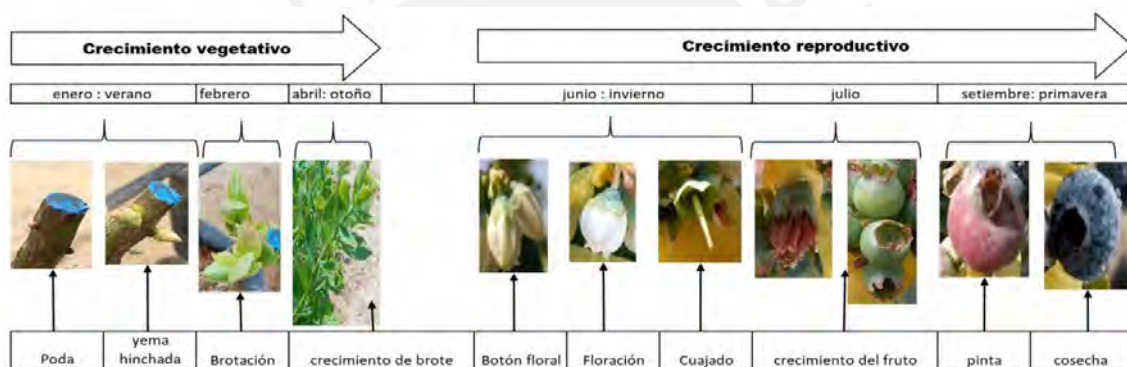 Crecimiento vegetativo
Crecimiento reproductivo
enero : verano
febrero
abril: otoño
junio : invierno
julio
setiembre: primavera
Poda
yema
hinchada
Brotación
crecimiento de brote
Botón floral
Floración
Cuajado
crecimiento del fruto
pinta
cosecha